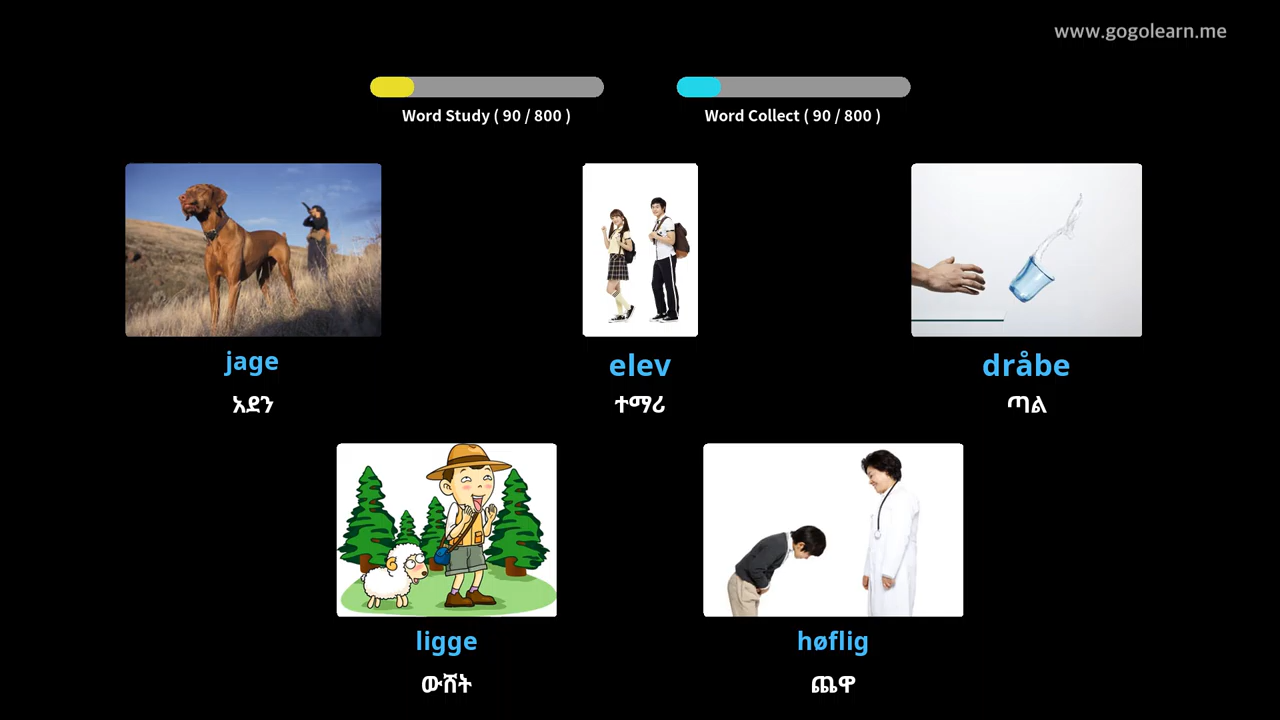 www.gogolearn.me
Word Study ( 90 / 800 )
Word Collect ( 90 / 800 )
jage
አደን
elev
ተማሪ
dråbe
ጣል
ligge
ውሸት
høflig
ጨዋ